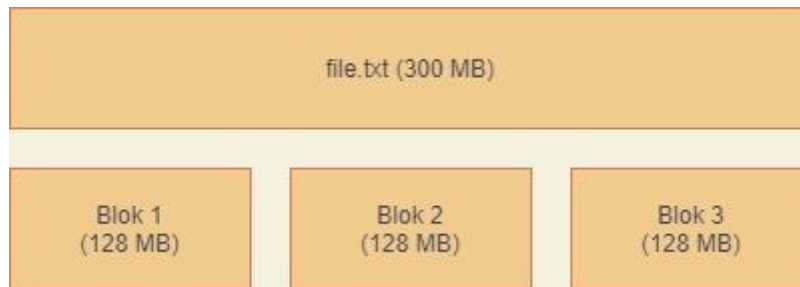 file.txt (300 MB)
Blok 1
(128 MB)
Blok 2
(128 MB)
Blok 3
(128 MB)